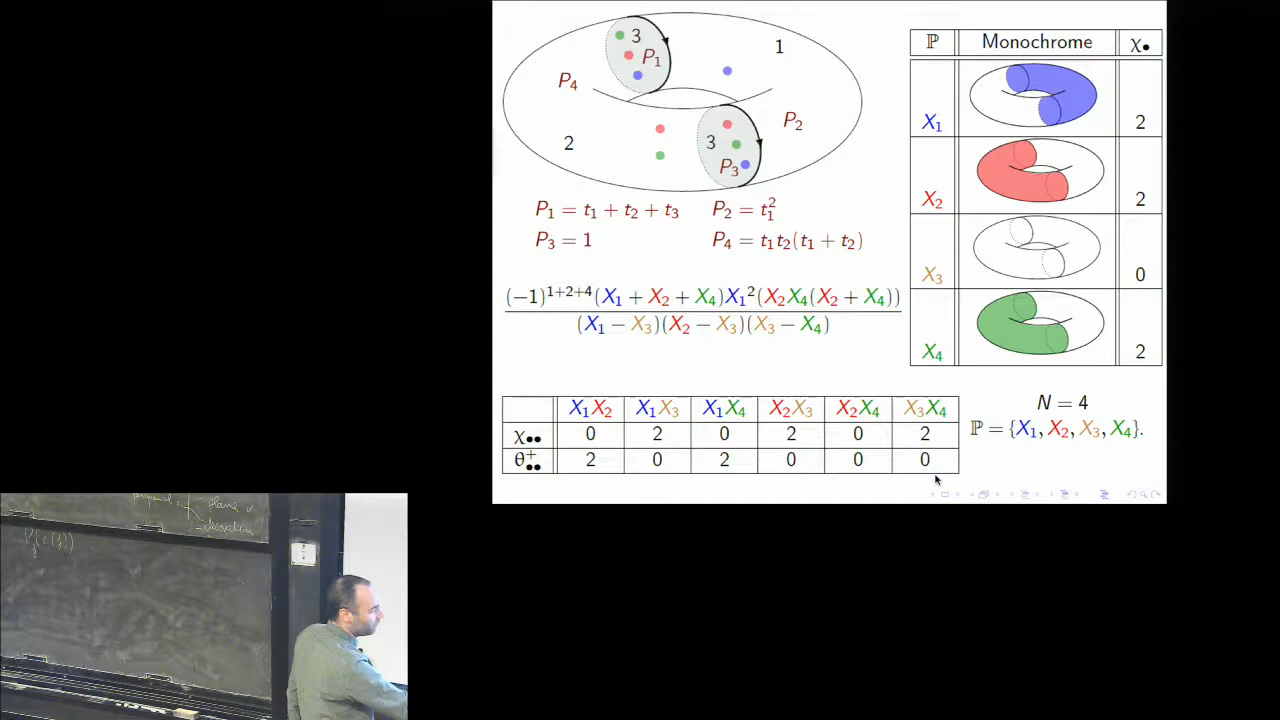 3
P₁
1
P₄
P₂
2
3
P₃
P₁ = t₁ + t₂ + t₃ P₂ = t₁²
P₃ = 1 P₄ = t₁t₂(t₁ + t₂)
(−1)¹⁺²⁺⁴(X₁ + X₂ + X₄)X₁²(X₂X₄(X₂ + X₄))
(X₁ − X₃)(X₂ − X₃)(X₃ − X₄)
ℙ Monochrome χ•
X₁ 2
X₂ 2
X₃ 0
X₄ 2
X₁X₂ X₁X₃ X₁X₄ X₂X₃ X₂X₄ X₃X₄
χ•• 0 2 0 2 0 2
θ⁺•• 2 0 2 0 0 0
N = 4
ℙ = {X₁, X₂, X₃, X₄}.
- plane
- decoration